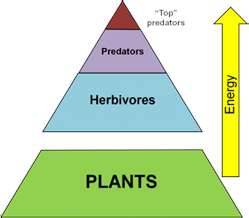 "Top"
predators
Predators
Herbivores
Energy
PLANTS